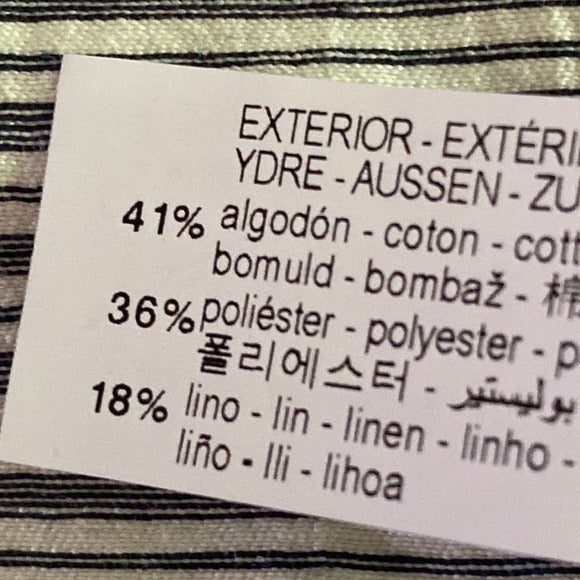 EXTERIOR - EXTÉRI
YDRE - AUSSEN - ZU
41% algodón - coton - cott
bomuld - bombaž - 棉
36% poliéster - polyester - p
폴리에스터 - بوليستير
18% lino - lin - linen - linho -
liño - lli - lihoa